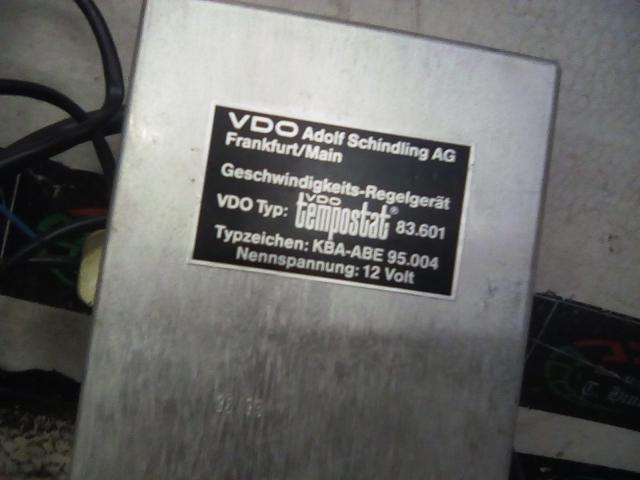 VDO Adolf Schindling AG
Frankfurt/Main
Geschwindigkeits-Regelgerät
VDO Typ: VDO tempostat® 83.601
Typzeichen: KBA-ABE 95.004
Nennspannung: 12 Volt